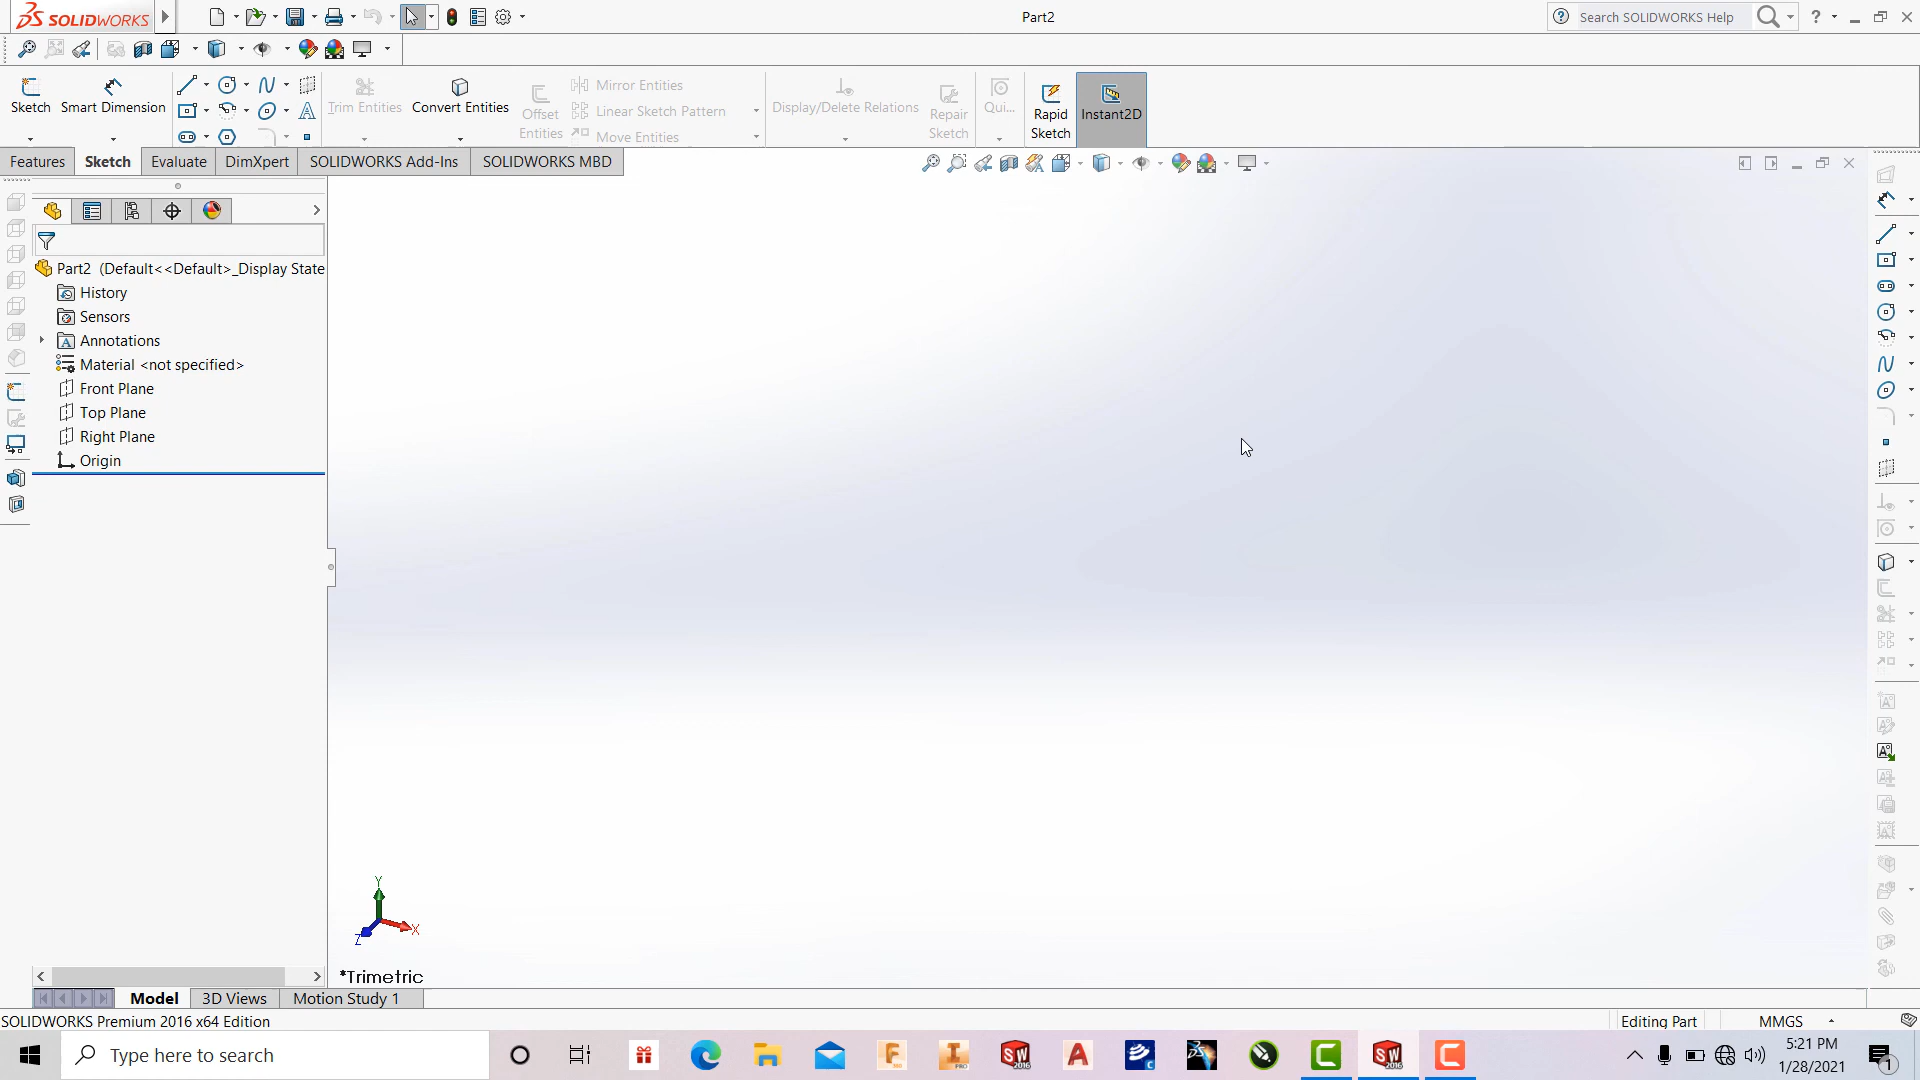 SOLIDWORKS
Part2
Search SOLIDWORKS Help
?
Sketch
Smart Dimension
Trim Entities
Convert Entities
Offset
Entities
Mirror Entities
Linear Sketch Pattern
Move Entities
Display/Delete Relations
Repair
Sketch
Qui...
Rapid
Sketch
Instant2D
Features
Sketch
Evaluate
DimXpert
SOLIDWORKS Add-Ins
SOLIDWORKS MBD
Part2 (Default<<Default>_Display State
History
Sensors
Annotations
Material <not specified>
Front Plane
Top Plane
Right Plane
Origin
Y
X
Z
*Trimetric
Model
3D Views
Motion Study 1
SOLIDWORKS Premium 2016 x64 Edition
Editing Part
MMGS
Type here to search
5:21 PM
1/28/2021
1